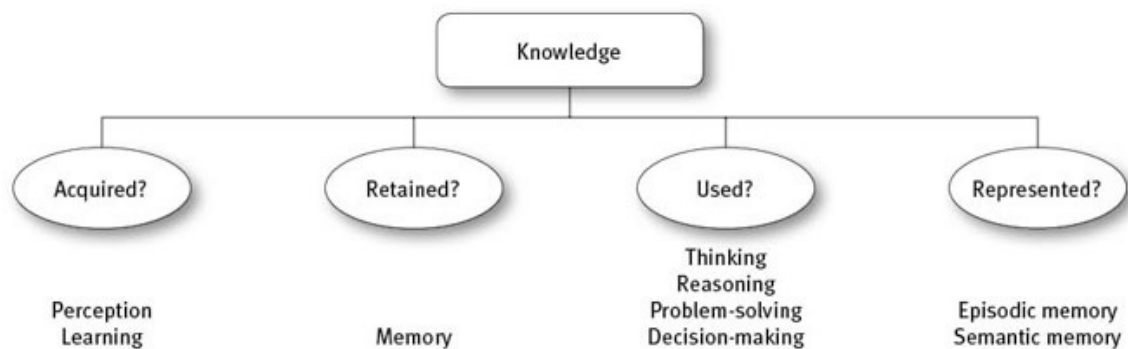 Knowledge
Acquired?
Retained?
Used?
Represented?
Perception
Learning
Memory
Thinking
Reasoning
Problem-solving
Decision-making
Episodic memory
Semantic memory